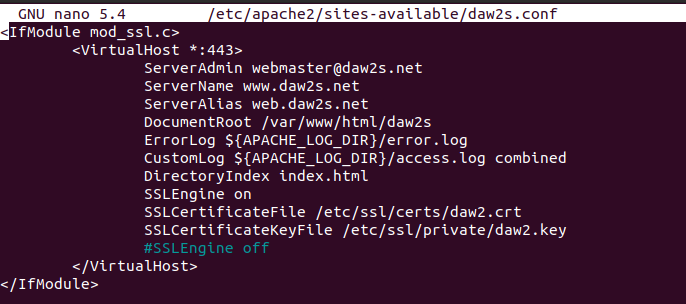 GNU nano 5.4 /etc/apache2/sites-available/daw2s.conf
<IfModule mod_ssl.c>
<VirtualHost *:443>
ServerAdmin webmaster@daw2s.net
ServerName www.daw2s.net
ServerAlias web.daw2s.net
DocumentRoot /var/www/html/daw2s
ErrorLog ${APACHE_LOG_DIR}/error.log
CustomLog ${APACHE_LOG_DIR}/access.log combined
DirectoryIndex index.html
SSLEngine on
SSLCertificateFile /etc/ssl/certs/daw2.crt
SSLCertificateKeyFile /etc/ssl/private/daw2.key
#SSLEngine off
</VirtualHost>
</IfModule>